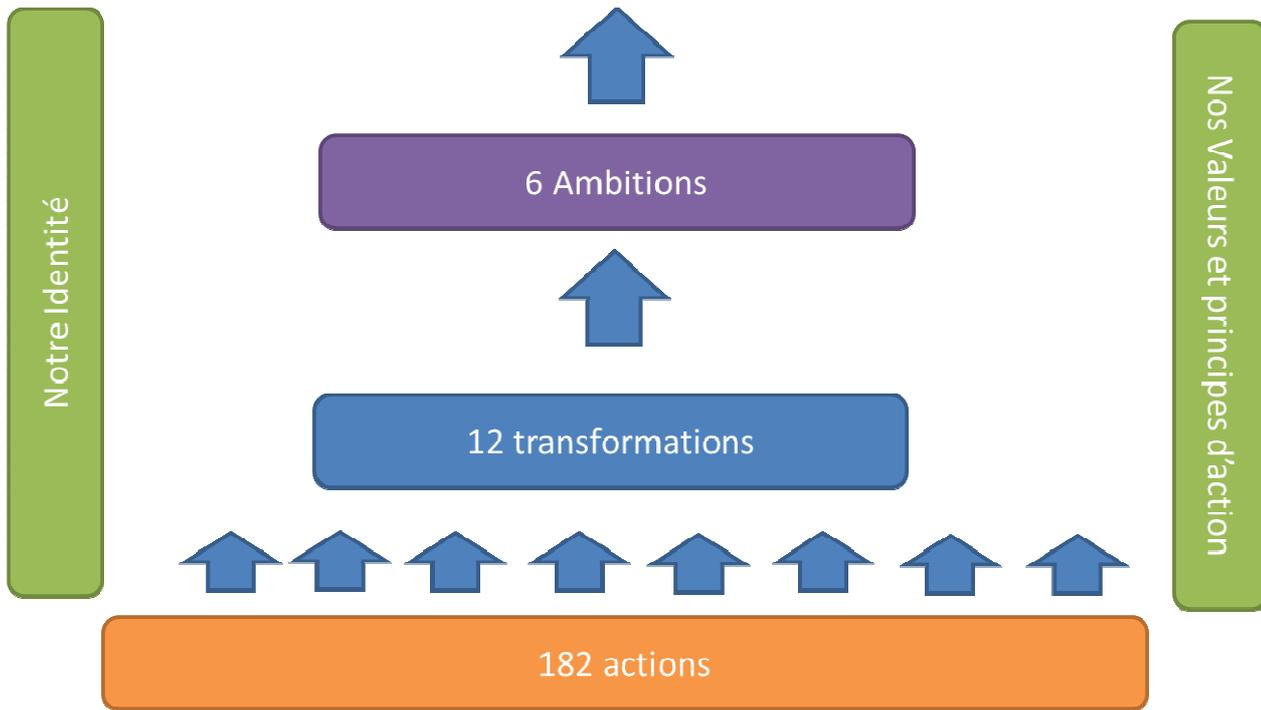 Notre Identité
6 Ambitions
12 transformations
182 actions
Nos Valeurs et principes d'action